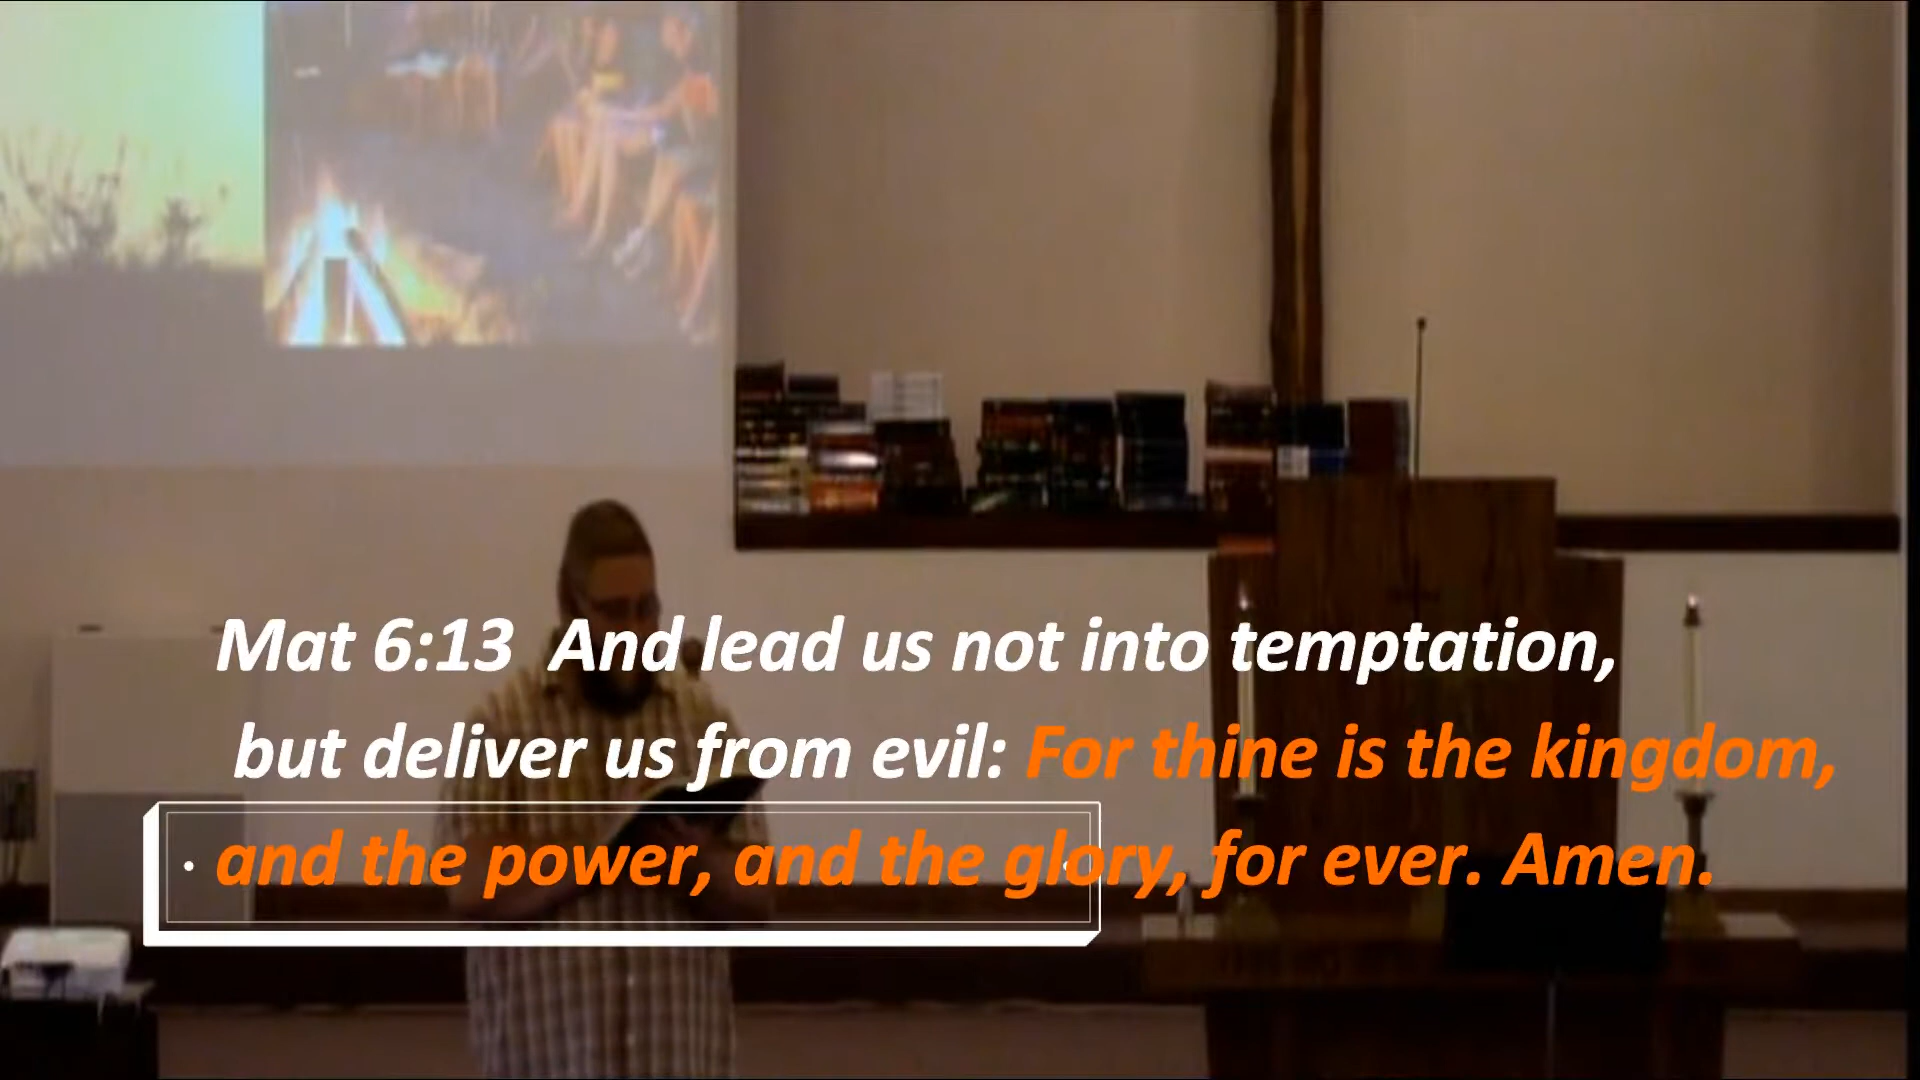 Mat 6:13  And lead us not into temptation,
but deliver us from evil: For thine is the kingdom,
and the power, and the glory, for ever. Amen.